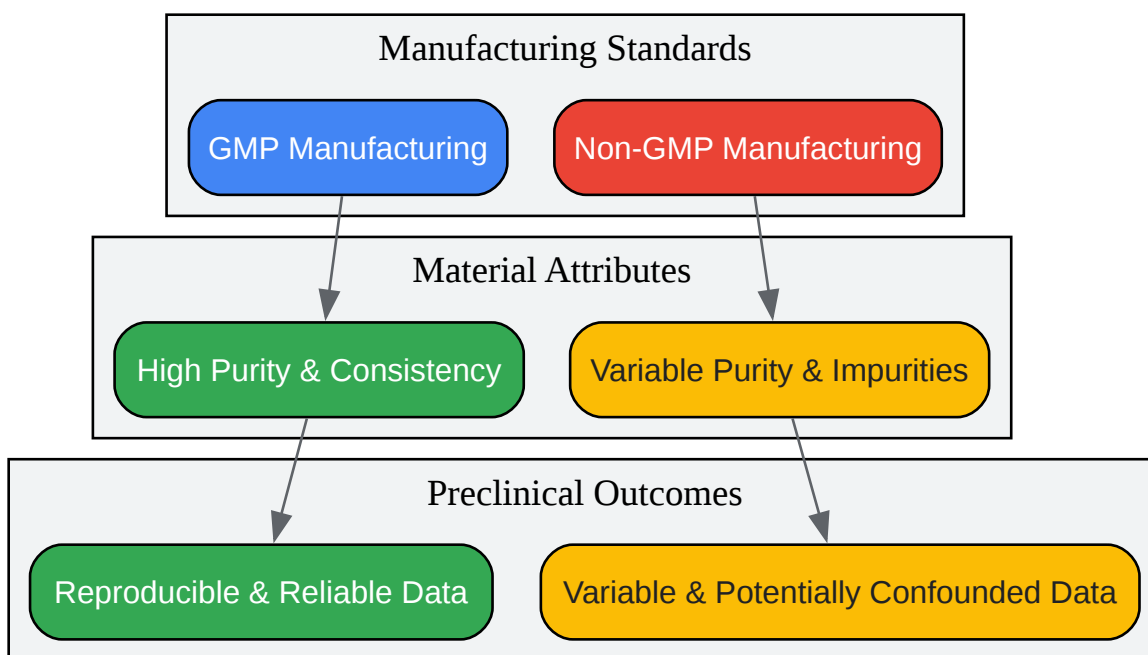 Manufacturing Standards
GMP Manufacturing
Non-GMP Manufacturing
Material Attributes
High Purity & Consistency
Variable Purity & Impurities
Preclinical Outcomes
Reproducible & Reliable Data
Variable & Potentially Confounded Data